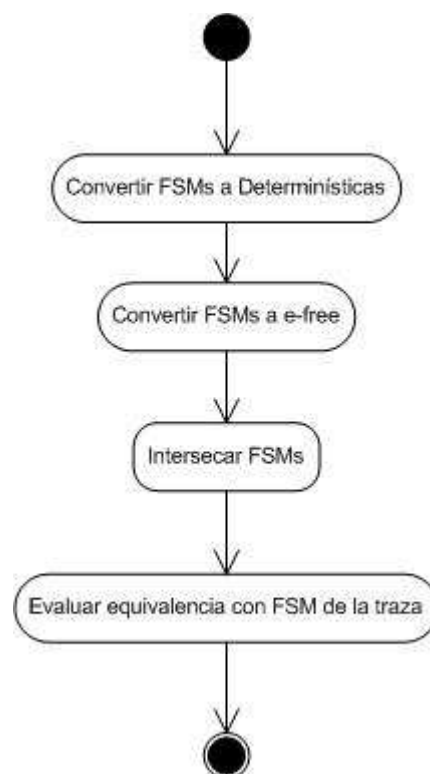 Convertir FSMs a Determinísticas
Convertir FSMs a e-free
Intersecar FSMs
Evaluar equivalencia con FSM de la traza